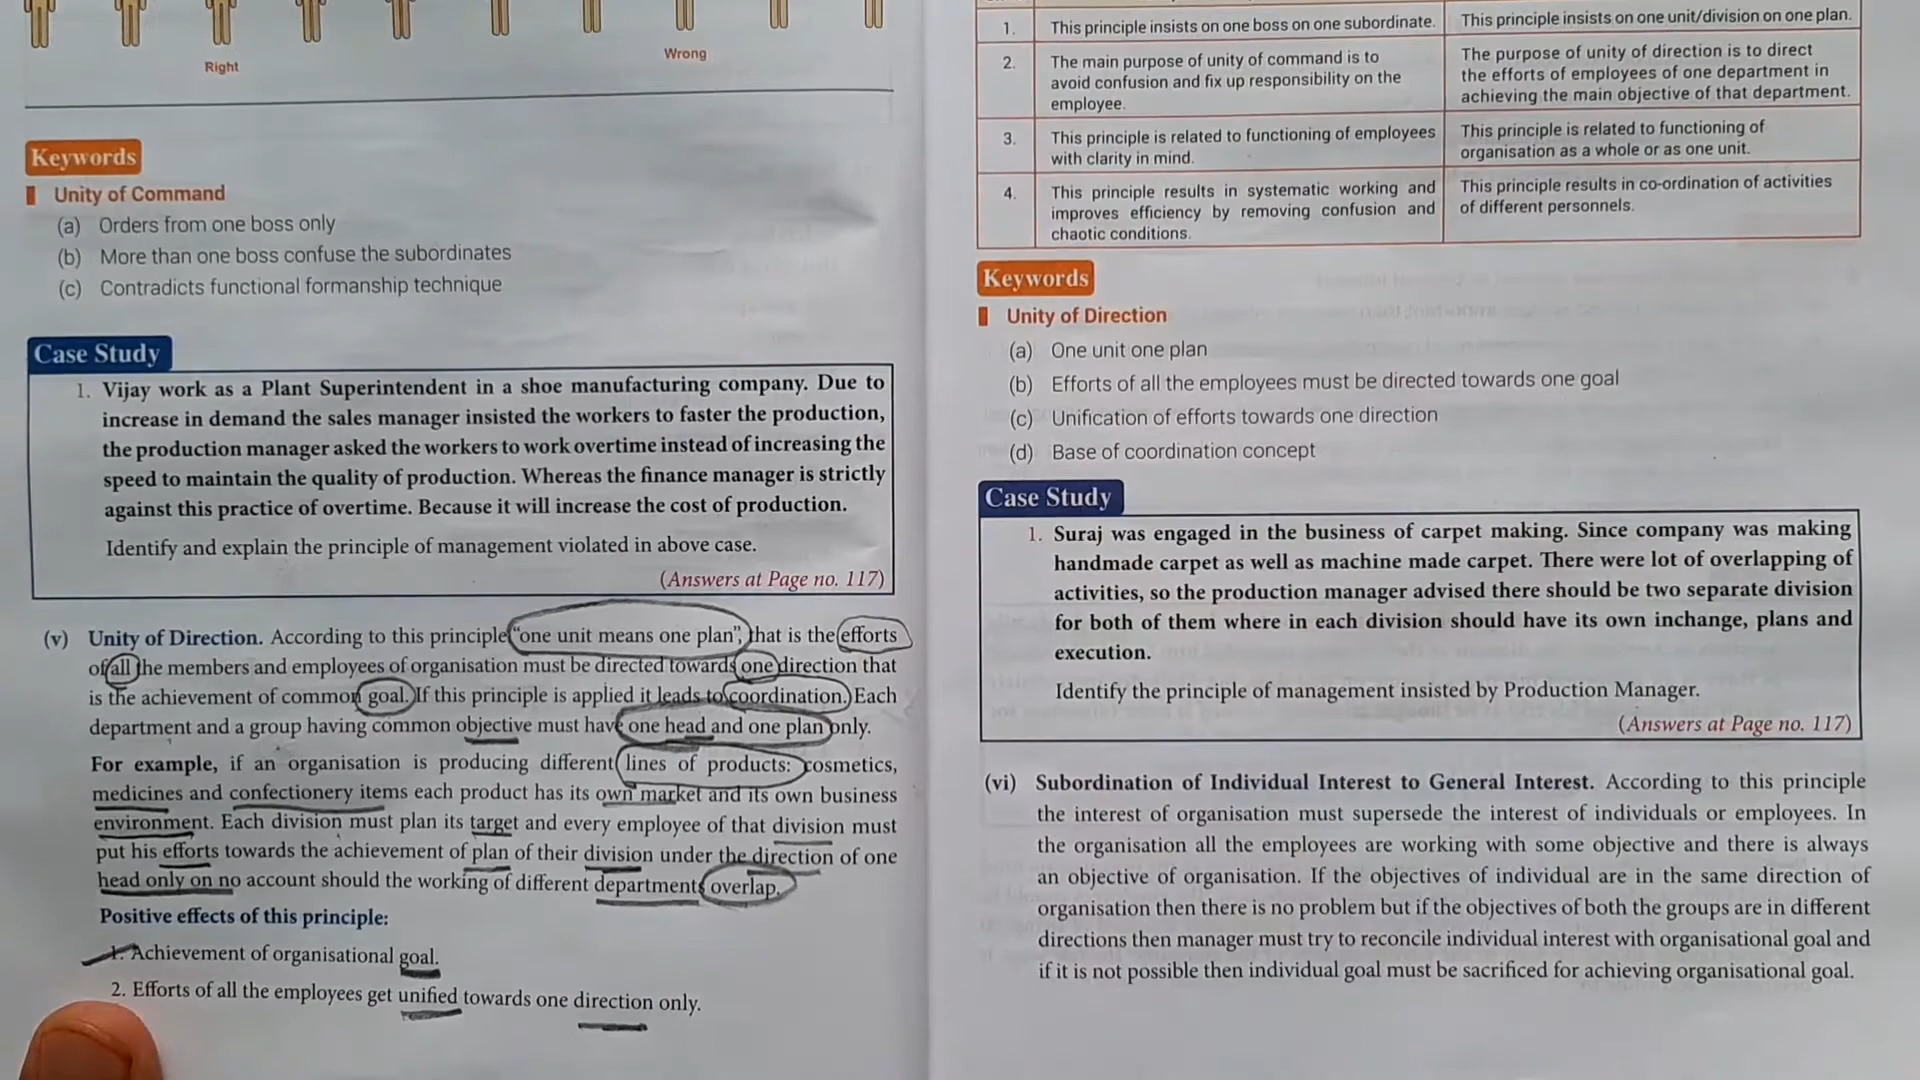 Right
Wrong
Keywords
Unity of Command
(a) Orders from one boss only
(b) More than one boss confuse the subordinates
(c) Contradicts functional formanship technique
Case Study
1. Vijay work as a Plant Superintendent in a shoe manufacturing company. Due to
increase in demand the sales manager insisted the workers to faster the production,
the production manager asked the workers to work overtime instead of increasing the
speed to maintain the quality of production. Whereas the finance manager is strictly
against this practice of overtime. Because it will increase the cost of production.
Identify and explain the principle of management violated in above case.
(Answers at Page no. 117)
(v) Unity of Direction. According to this principle “one unit means one plan”, that is the efforts
of all the members and employees of organisation must be directed towards one direction that
is the achievement of common goal. If this principle is applied it leads to coordination. Each
department and a group having common objective must have one head and one plan only.
For example, if an organisation is producing different lines of products: cosmetics,
medicines and confectionery items each product has its own market and its own business
environment. Each division must plan its target and every employee of that division must
put his efforts towards the achievement of plan of their division under the direction of one
head only on no account should the working of different departments overlap.
Positive effects of this principle:
1. Achievement of organisational goal.
2. Efforts of all the employees get unified towards one direction only.
1. This principle insists on one boss on one subordinate. This principle insists on one unit/division on one plan.
2. The main purpose of unity of command is to
avoid confusion and fix up responsibility on the
employee.
The purpose of unity of direction is to direct
the efforts of employees of one department in
achieving the main objective of that department.
3. This principle is related to functioning of employees
with clarity in mind.
This principle is related to functioning of
organisation as a whole or as one unit.
4. This principle results in systematic working and
improves efficiency by removing confusion and
chaotic conditions.
This principle results in co-ordination of activities
of different personnels.
Keywords
Unity of Direction
(a) One unit one plan
(b) Efforts of all the employees must be directed towards one goal
(c) Unification of efforts towards one direction
(d) Base of coordination concept
Case Study
1. Suraj was engaged in the business of carpet making. Since company was making
handmade carpet as well as machine made carpet. There were lot of overlapping of
activities, so the production manager advised there should be two separate division
for both of them where in each division should have its own inchange, plans and
execution.
Identify the principle of management insisted by Production Manager.
(Answers at Page no. 117)
(vi) Subordination of Individual Interest to General Interest. According to this principle
the interest of organisation must supersede the interest of individuals or employees. In
the organisation all the employees are working with some objective and there is always
an objective of organisation. If the objectives of individual are in the same direction of
organisation then there is no problem but if the objectives of both the groups are in different
directions then manager must try to reconcile individual interest with organisational goal and
if it is not possible then individual goal must be sacrificed for achieving organisational goal.